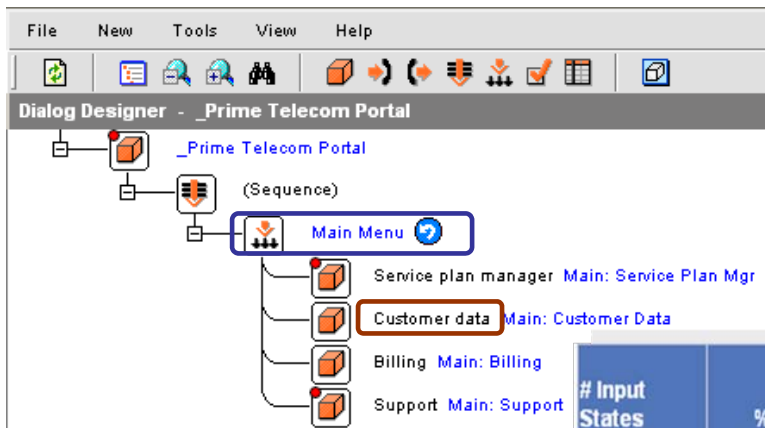 File New Tools View Help
Dialog Designer - _Prime Telecom Portal
_Prime Telecom Portal
(Sequence)
Main Menu
Service plan manager Main: Service Plan Mgr
Customer data Main: Customer Data
Billing Main: Billing
Support Main: Support
# Input
States %